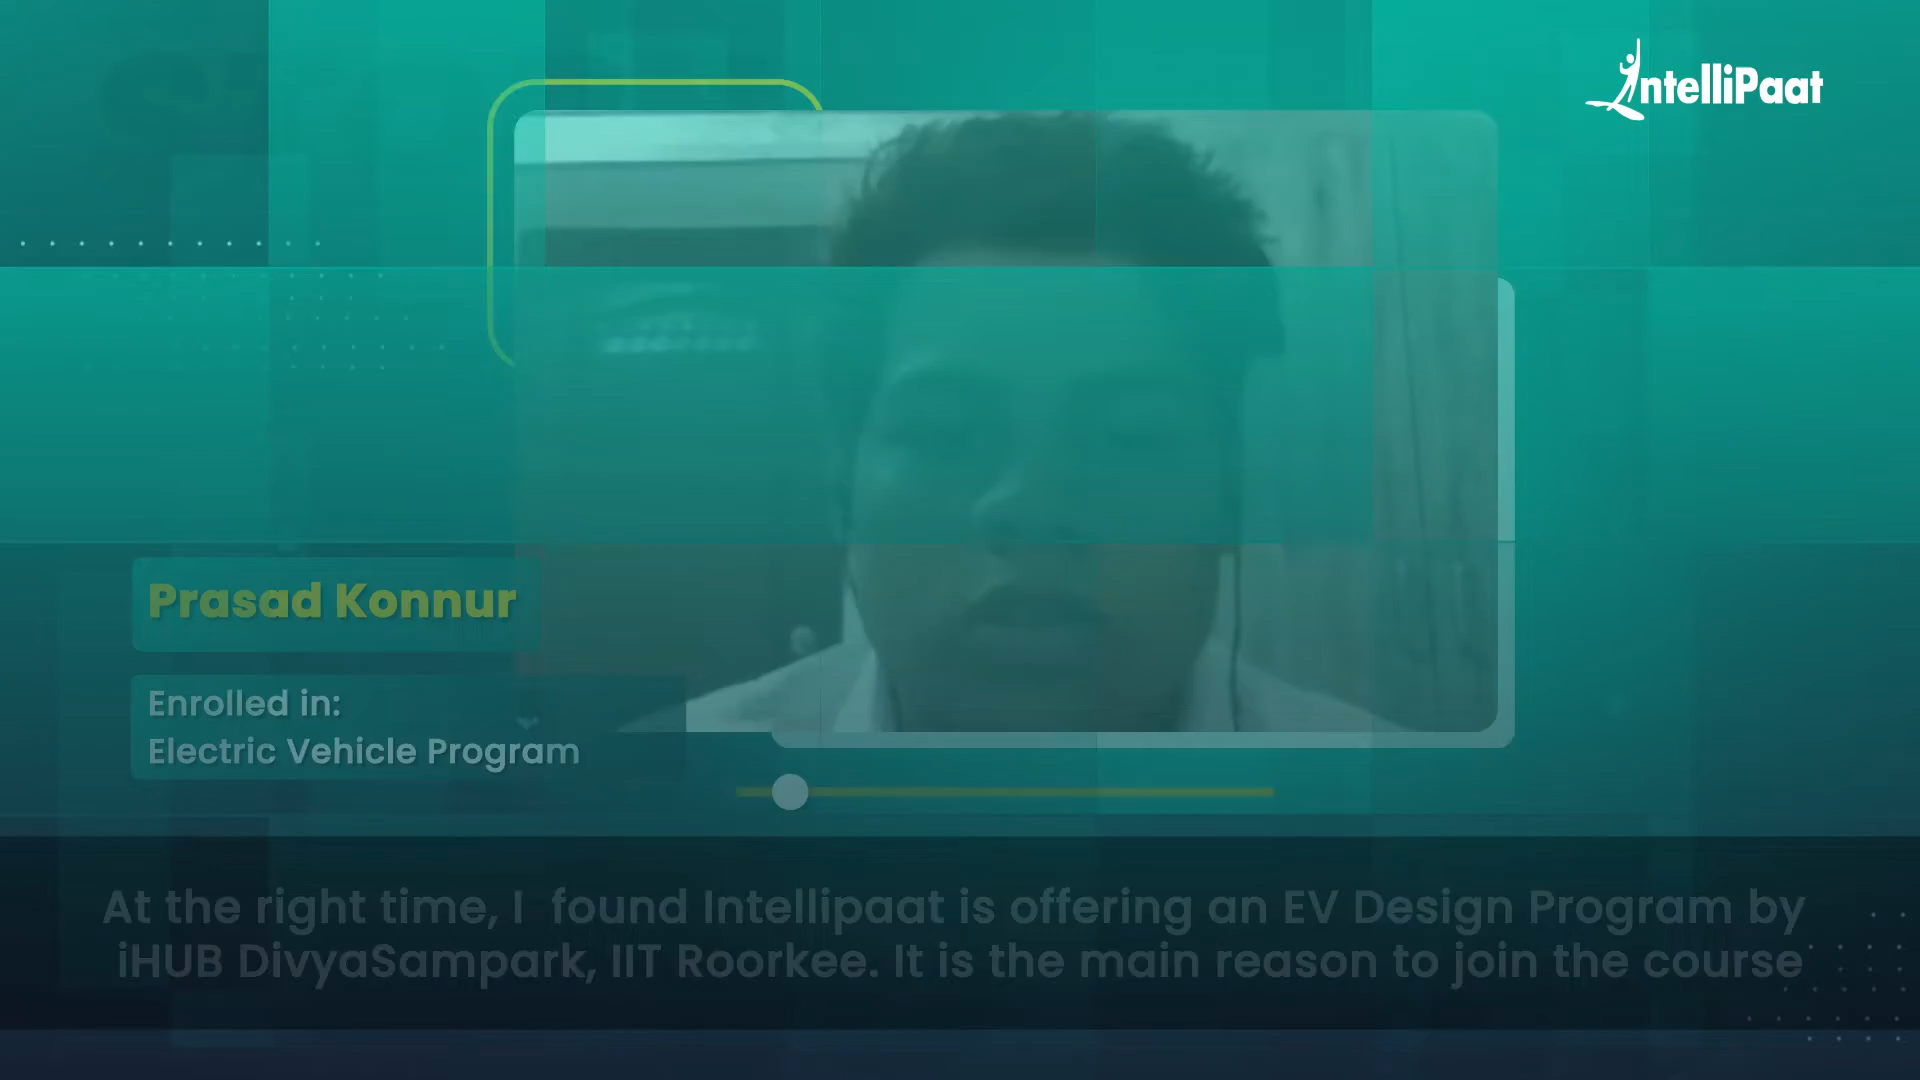 IntelliPaat
Prasad Konnur
Enrolled in:
Electric Vehicle Program
At the right time, I found Intellipaat is offering an EV Design Program by
iHUB DivyaSampark, IIT Roorkee. It is the main reason to join the course